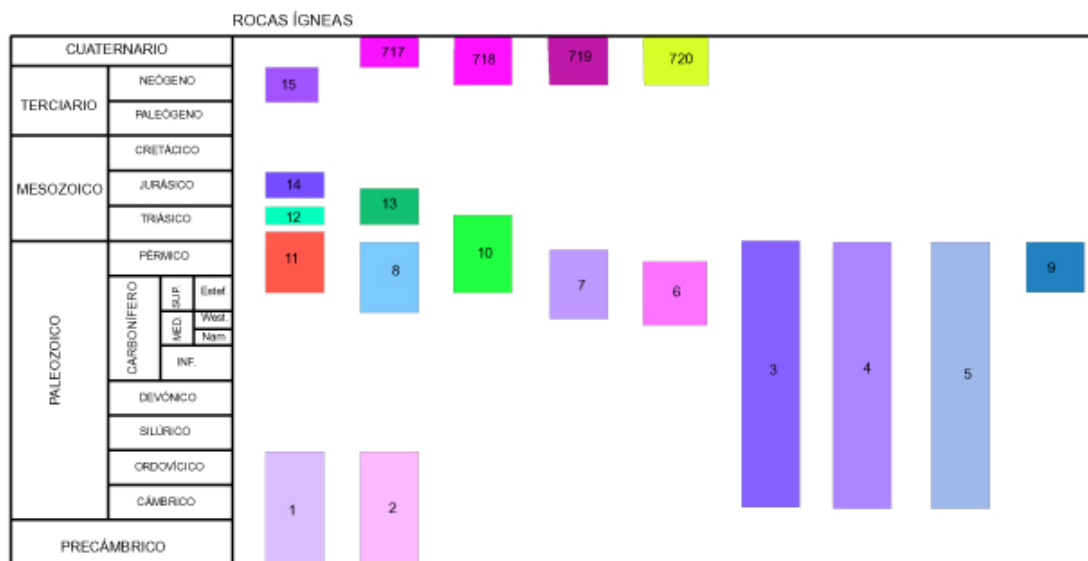 ROCAS ÍGNEAS
CUATERNARIO
717
718
719
720
TERCIARIO
NEÓGENO
15
PALEÓGENO
MESOZOICO
CRETÁCICO
JURÁSICO
14
13
TRIÁSICO
12
10
PALEOZOICO
PÉRMICO
11
8
7
6
9
CARBONÍFERO
SUP.
Estef.
MED.
West.
Nam
INF.
3
4
5
DEVÓNICO
SILÚRICO
ORDOVÍCICO
CÁMBRICO
1
2
PRECÁMBRICO